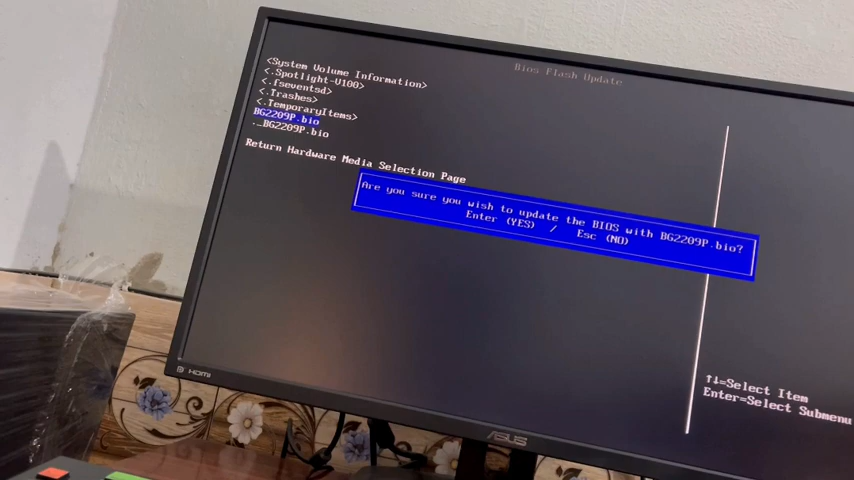 Bios Flash Update
<System Volume Information>
<.Spotlight-V100>
<.fseventsd>
<.Trashes>
<.TemporaryItems>
BG2209P.bio
._BG2209P.bio
Return Hardware Media Selection Page
Are you sure you wish to update the BIOS with BG2209P.bio?
Enter (YES) / Esc (NO)
↑↓=Select Item
Enter=Select Submenu
HDMI
ASUS